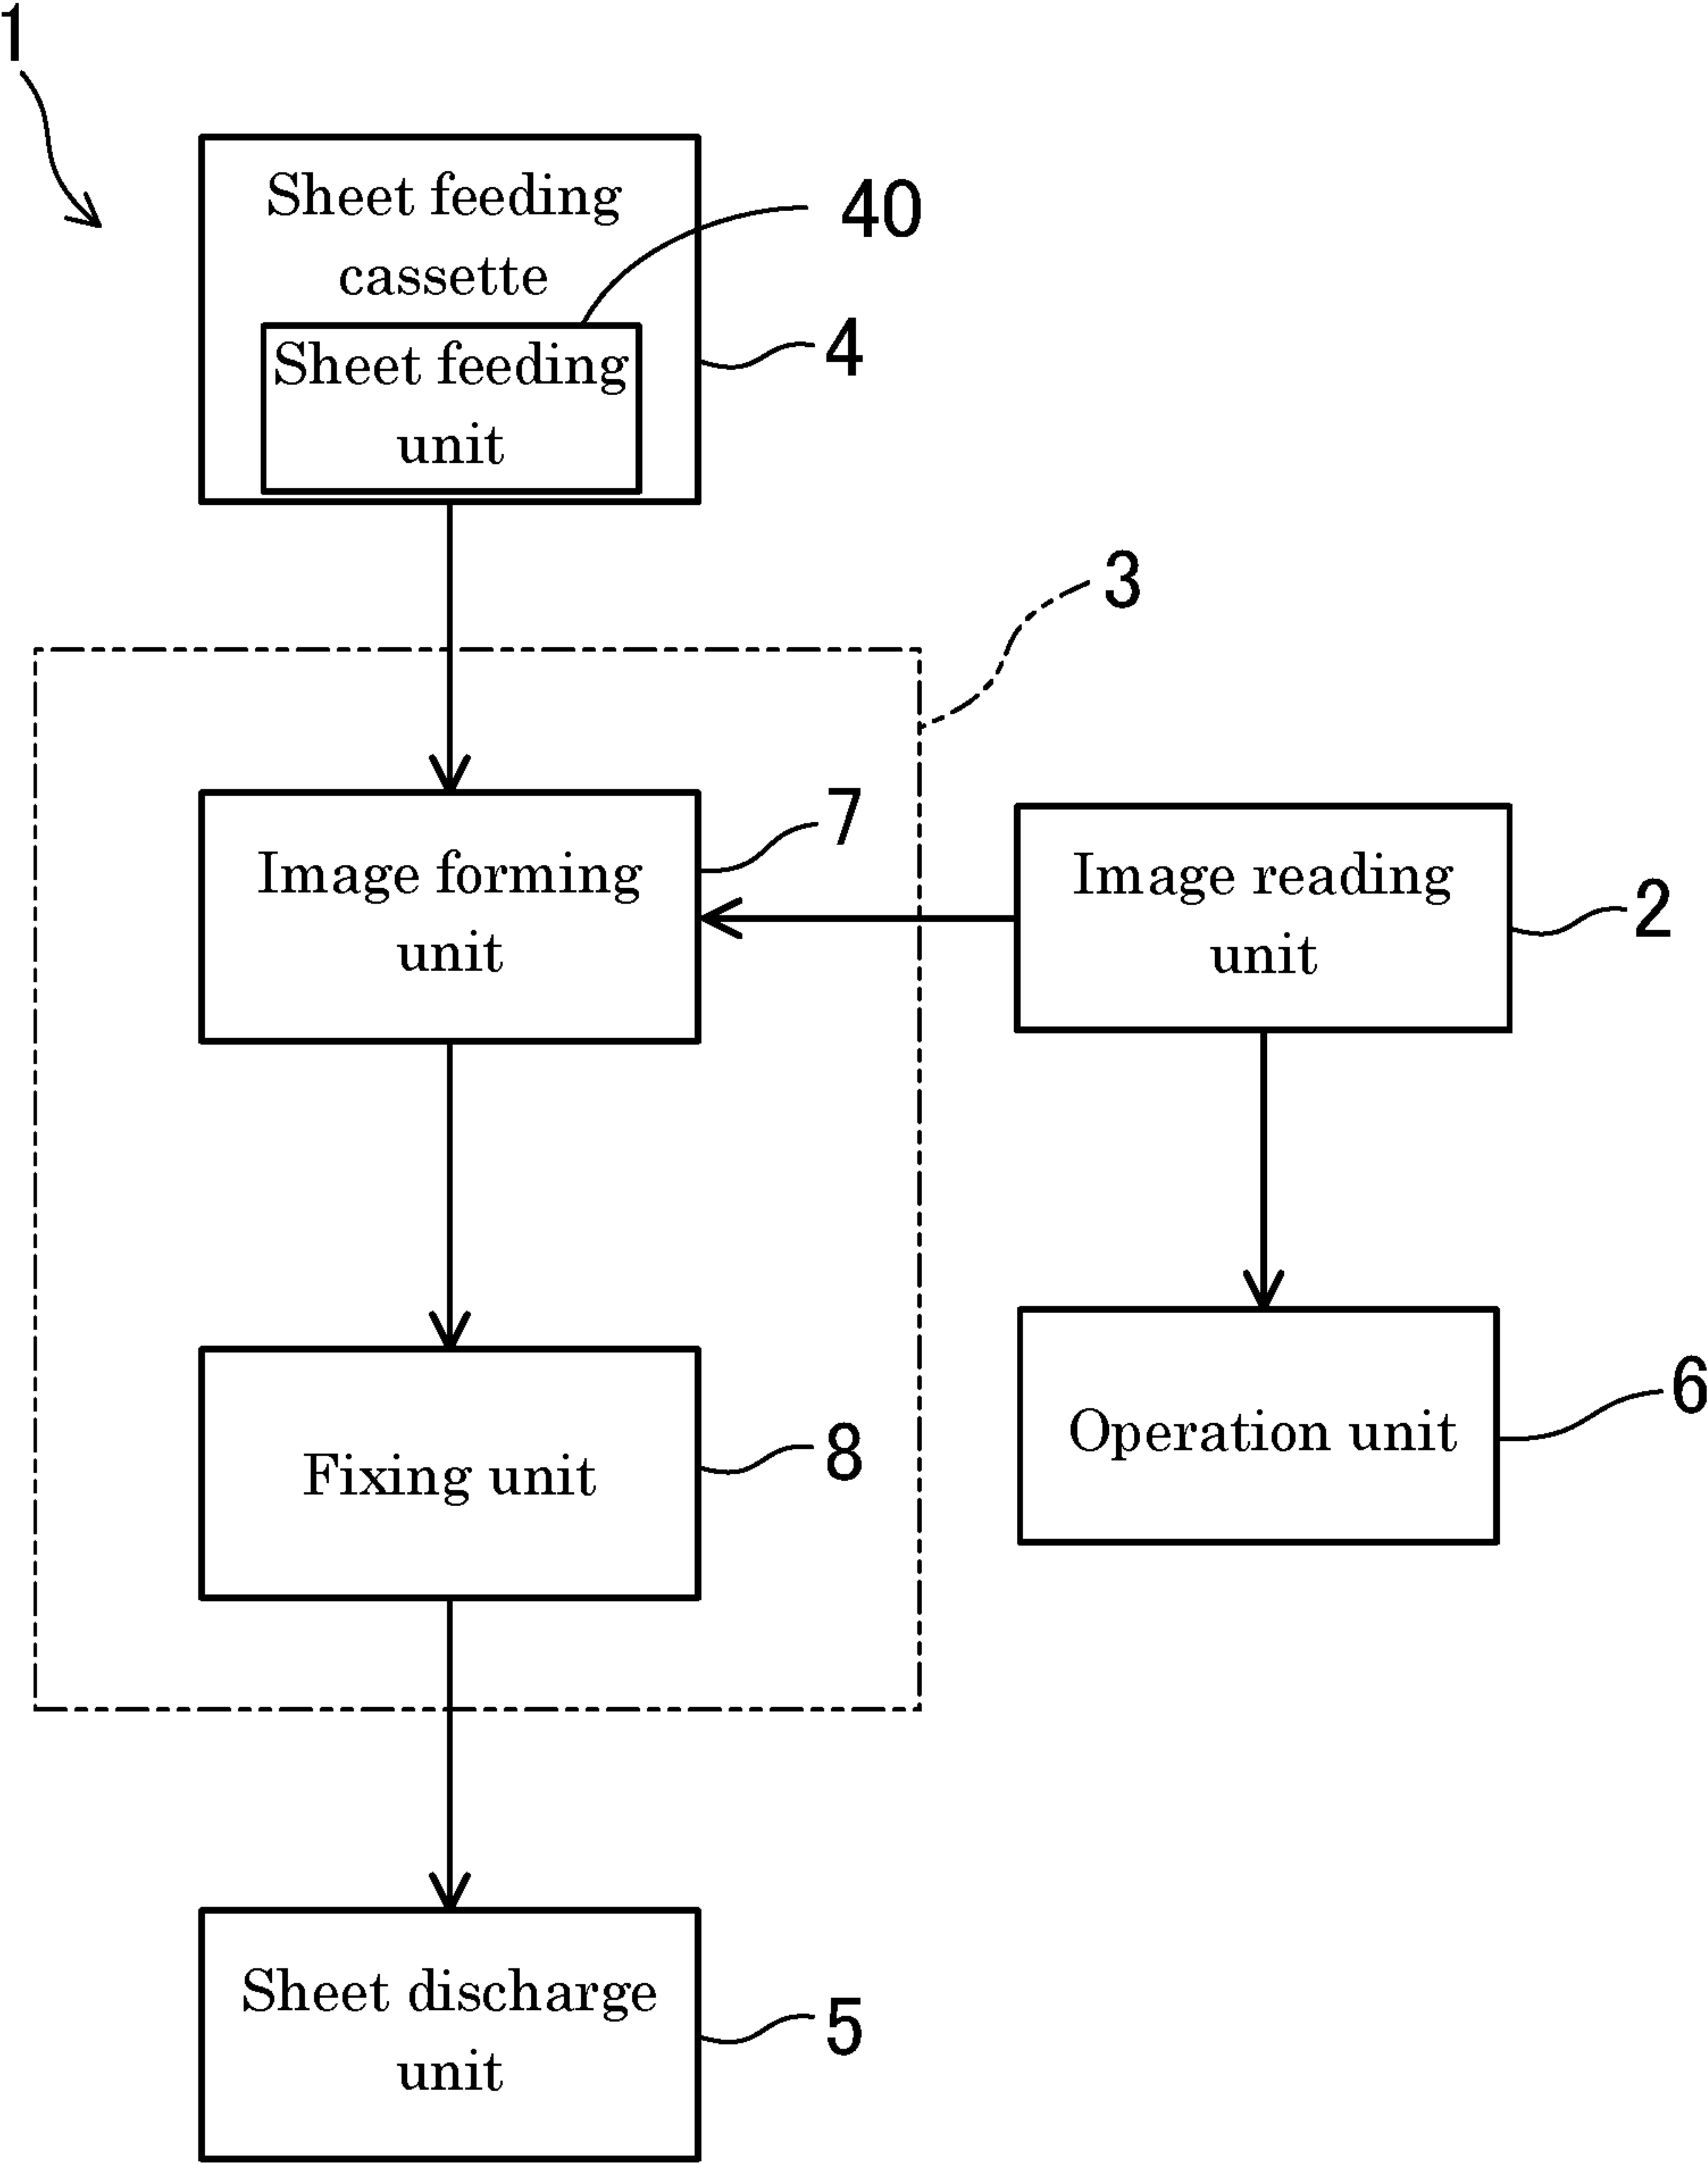 1
Sheet feeding
cassette
40
Sheet feeding
unit
4
3
Image forming
unit
7
Image reading
unit
2
Fixing unit
8
Operation unit
6
Sheet discharge
unit
5